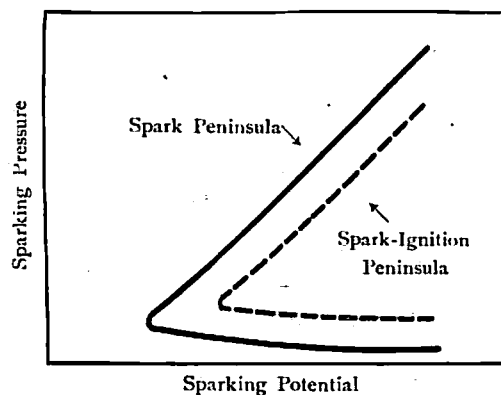 Spark Peninsula
Sparking Pressure
Spark-Ignition
Peninsula
Sparking Potential